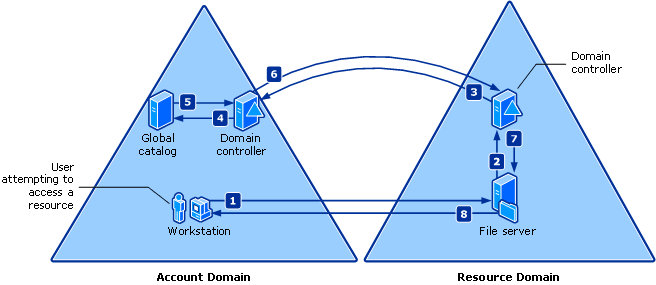 6
Domain
controller
3
5
4
Global
catalog
Domain
controller
7
2
User
attempting to
access a
resource
1
8
Workstation
File server
Account Domain
Resource Domain